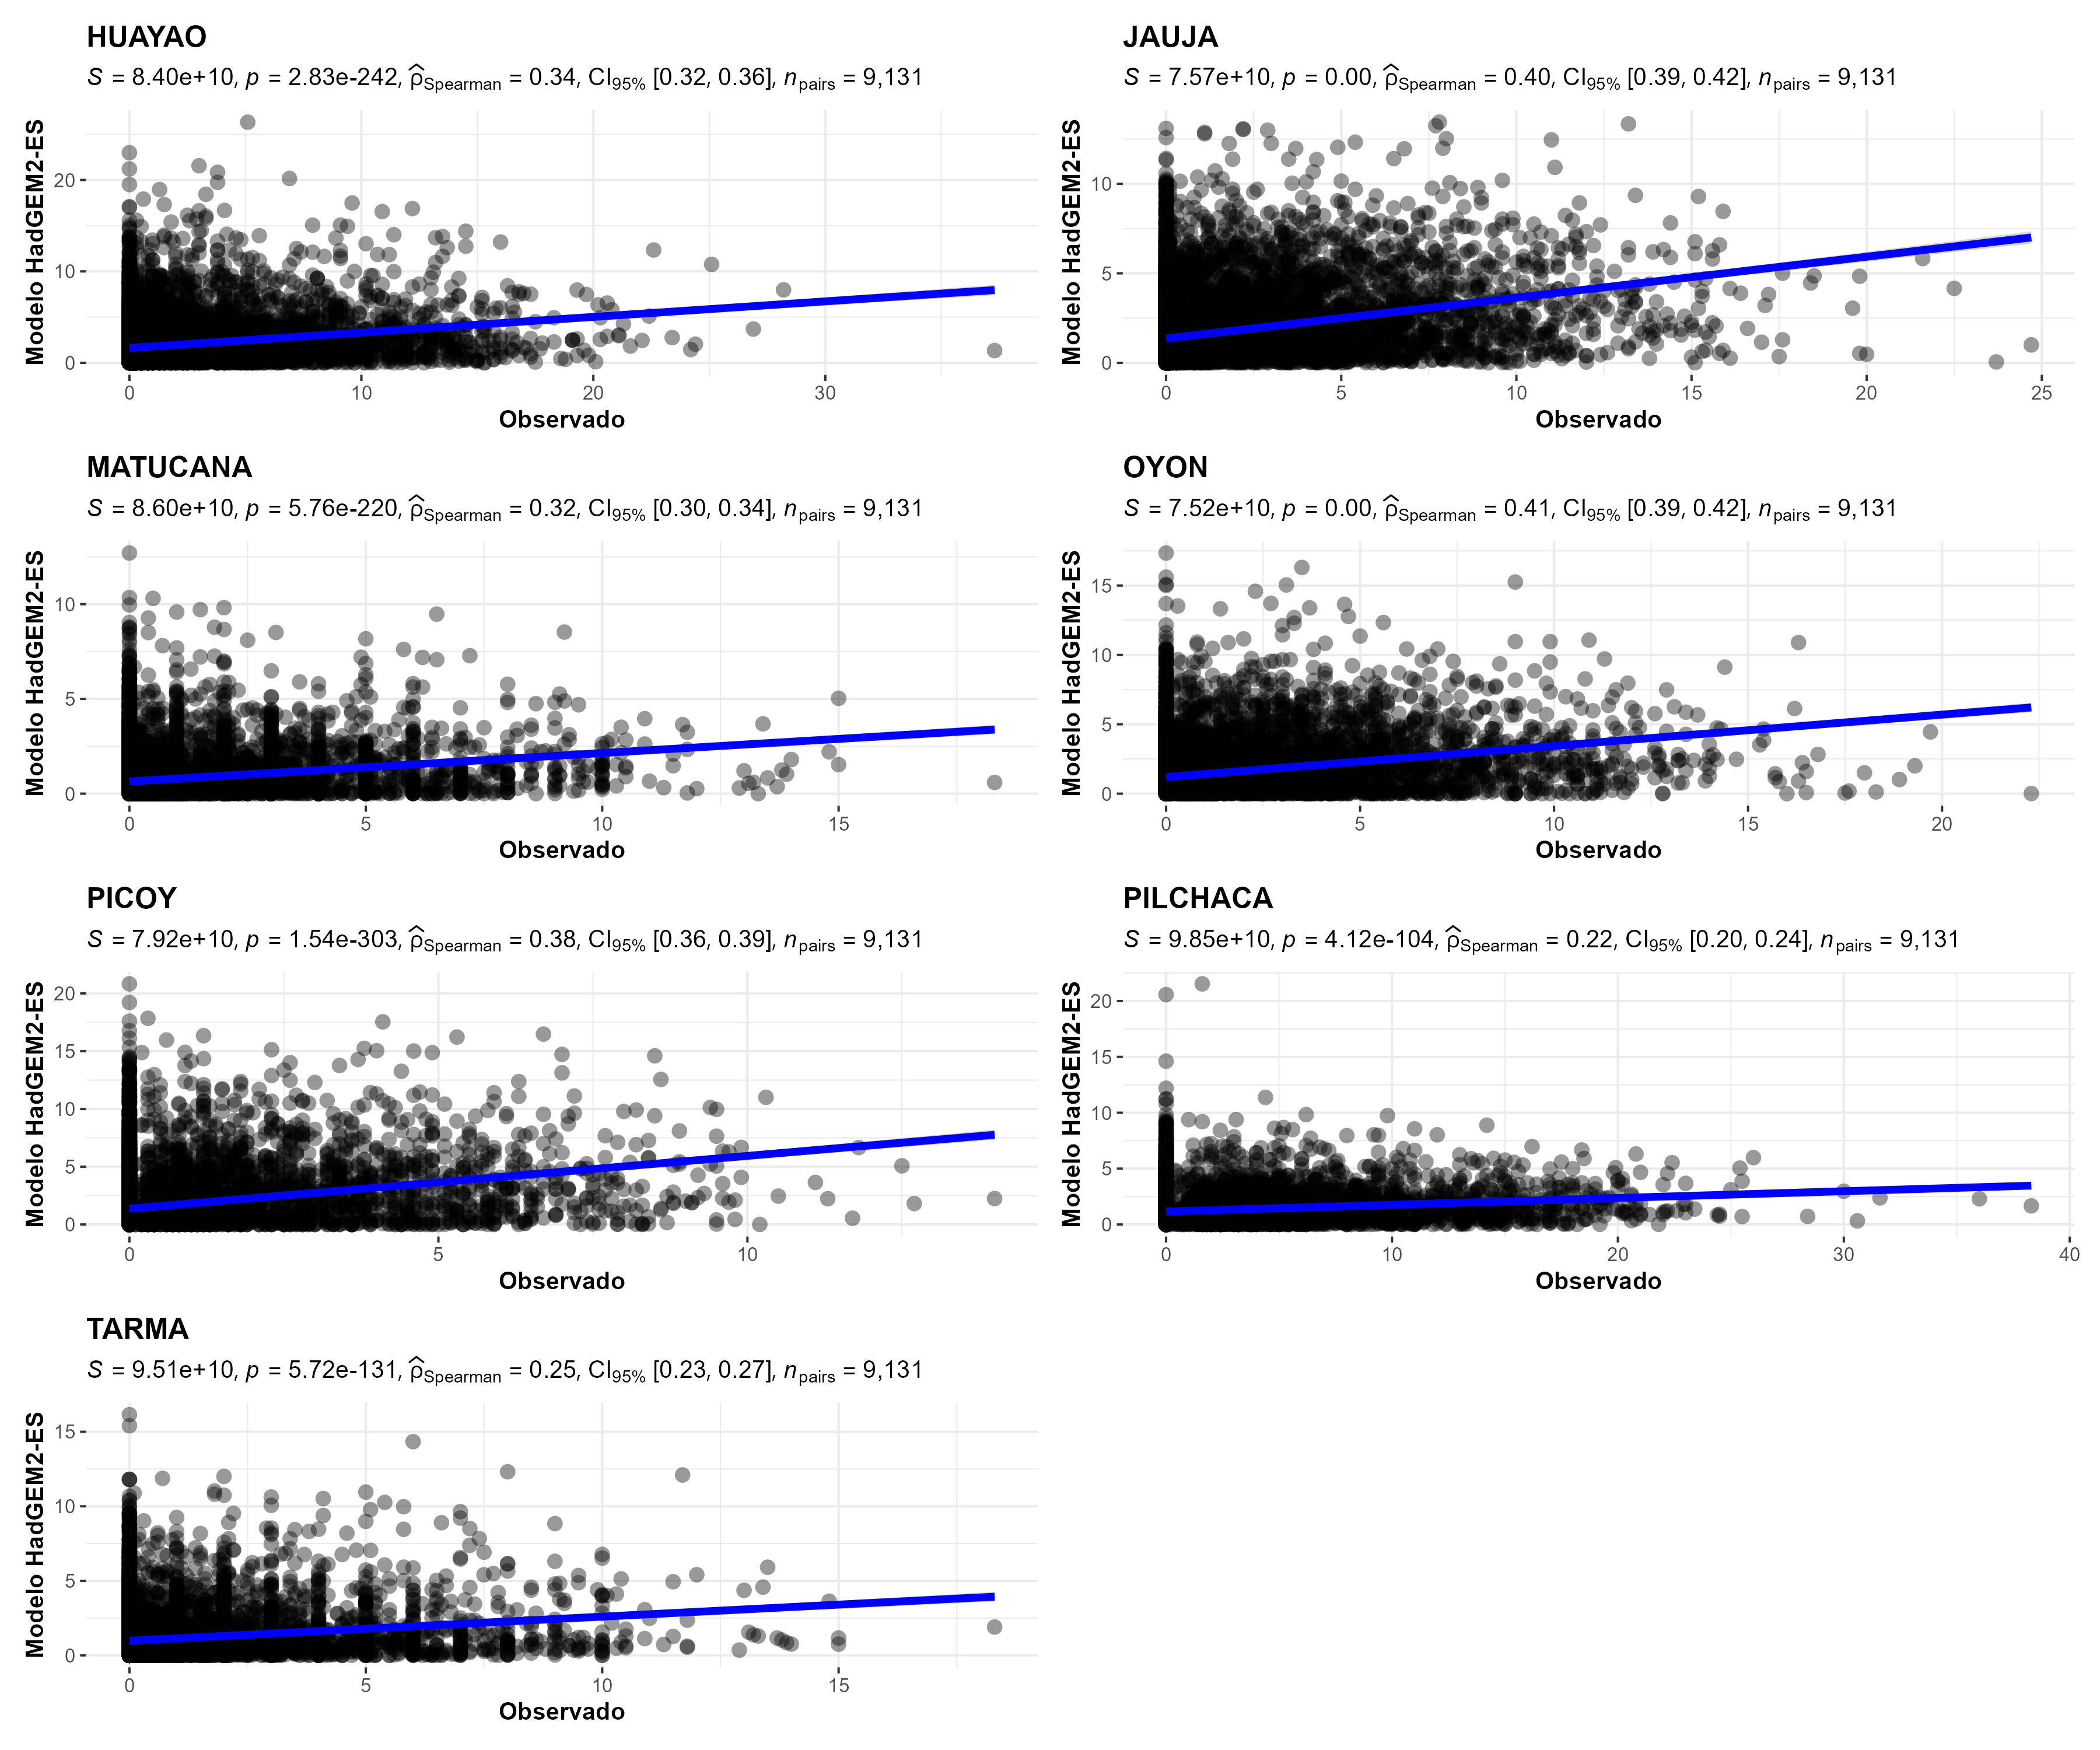 HUAYAO
S = 8.40e+10, p = 2.83e-242, ρ̂Spearman = 0.34, CI95% [0.32, 0.36], npairs = 9,131
Modelo HadGEM2-ES
20
10
0
0 10 20 30
Observado
JAUJA
S = 7.57e+10, p = 0.00, ρ̂Spearman = 0.40, CI95% [0.39, 0.42], npairs = 9,131
Modelo HadGEM2-ES
10
5
0
0 5 10 15 20 25
Observado
MATUCANA
S = 8.60e+10, p = 5.76e-220, ρ̂Spearman = 0.32, CI95% [0.30, 0.34], npairs = 9,131
Modelo HadGEM2-ES
10
5
0
0 5 10 15
Observado
OYON
S = 7.52e+10, p = 0.00, ρ̂Spearman = 0.41, CI95% [0.39, 0.42], npairs = 9,131
Modelo HadGEM2-ES
15
10
5
0
0 5 10 15 20
Observado
PICOY
S = 7.92e+10, p = 1.54e-303, ρ̂Spearman = 0.38, CI95% [0.36, 0.39], npairs = 9,131
Modelo HadGEM2-ES
20
15
10
5
0
0 5 10
Observado
PILCHACA
S = 9.85e+10, p = 4.12e-104, ρ̂Spearman = 0.22, CI95% [0.20, 0.24], npairs = 9,131
Modelo HadGEM2-ES
20
15
10
5
0
0 10 20 30 40
Observado
TARMA
S = 9.51e+10, p = 5.72e-131, ρ̂Spearman = 0.25, CI95% [0.23, 0.27], npairs = 9,131
Modelo HadGEM2-ES
15
10
5
0
0 5 10 15
Observado